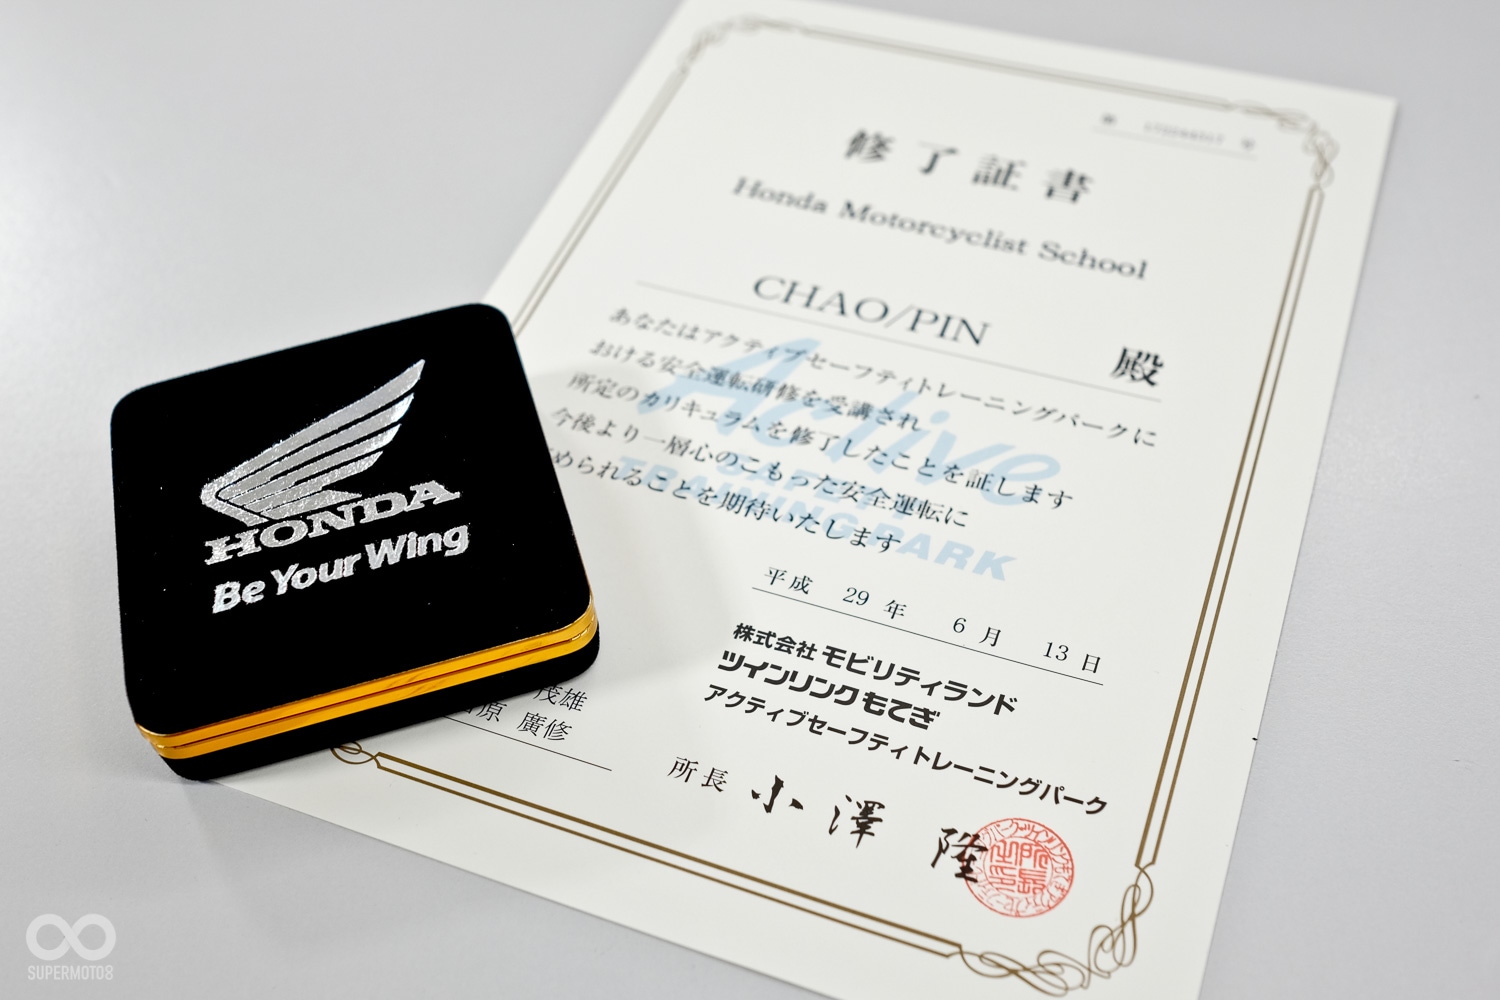 修了証書
Honda Motorcyclist School
CHAO/PIN 殿
あなたはアクティブセーフティトレーニングパークに
おける安全運転研修を受講され
所定のカリキュラムを修了したことを証します
今後より一層心のこもった安全運転に
められることを期待いたします
Active
TRAINING PARK
平成 29 年 6 月 13 日
株式会社 モビリティランド
ツインリンクもてぎ
アクティブセーフティトレーニングパーク
所長 小澤 隆
茂雄
原 廣修
HONDA
Be Your Wing
SUPERMOTO8